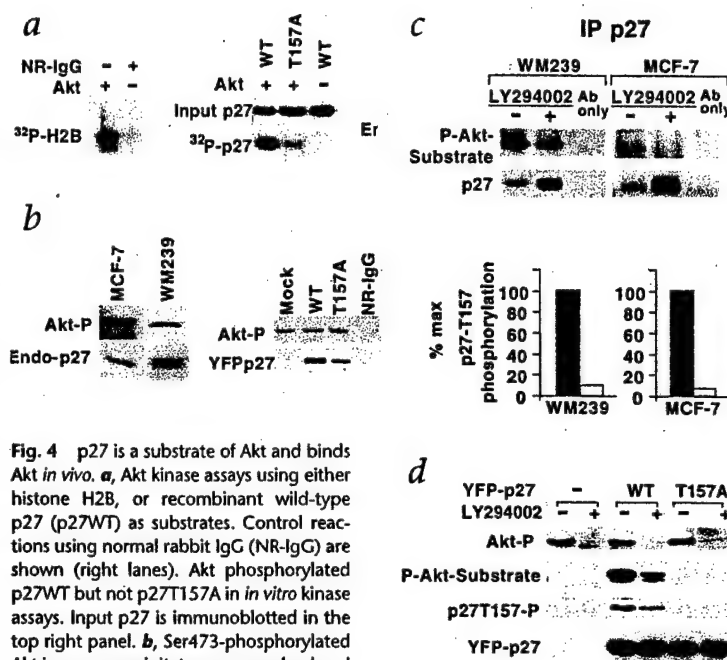 a
NR-IgG - +
Akt + -
³²P-H2B
WT T157A WT
Akt + + -
Input p27
³²P-p27
Er
b
MCF-7 WM239
Akt-P
Endo-p27
Mock WT T157A NR-IgG
Akt-P
YFPp27
c
IP p27
WM239 MCF-7
LY294002 Ab only LY294002 Ab only
- + - +
P-Akt-Substrate
p27
% max p27-T157 phosphorylation
100
80
60
40
20
0
WM239
100
80
60
40
20
0
MCF-7
Fig. 4 p27 is a substrate of Akt and binds
Akt in vivo. a, Akt kinase assays using either
histone H2B, or recombinant wild-type
p27 (p27WT) as substrates. Control reac-
tions using normal rabbit IgG (NR-IgG) are
shown (right lanes). Akt phosphorylated
p27WT but not p27T157A in in vitro kinase
assays. Input p27 is immunoblotted in the
top right panel. b, Ser473-phosphorylated
d
YFP-p27 - WT T157A
LY294002 - + - + - +
Akt-P
P-Akt-Substrate
p27T157-P
YFP-p27